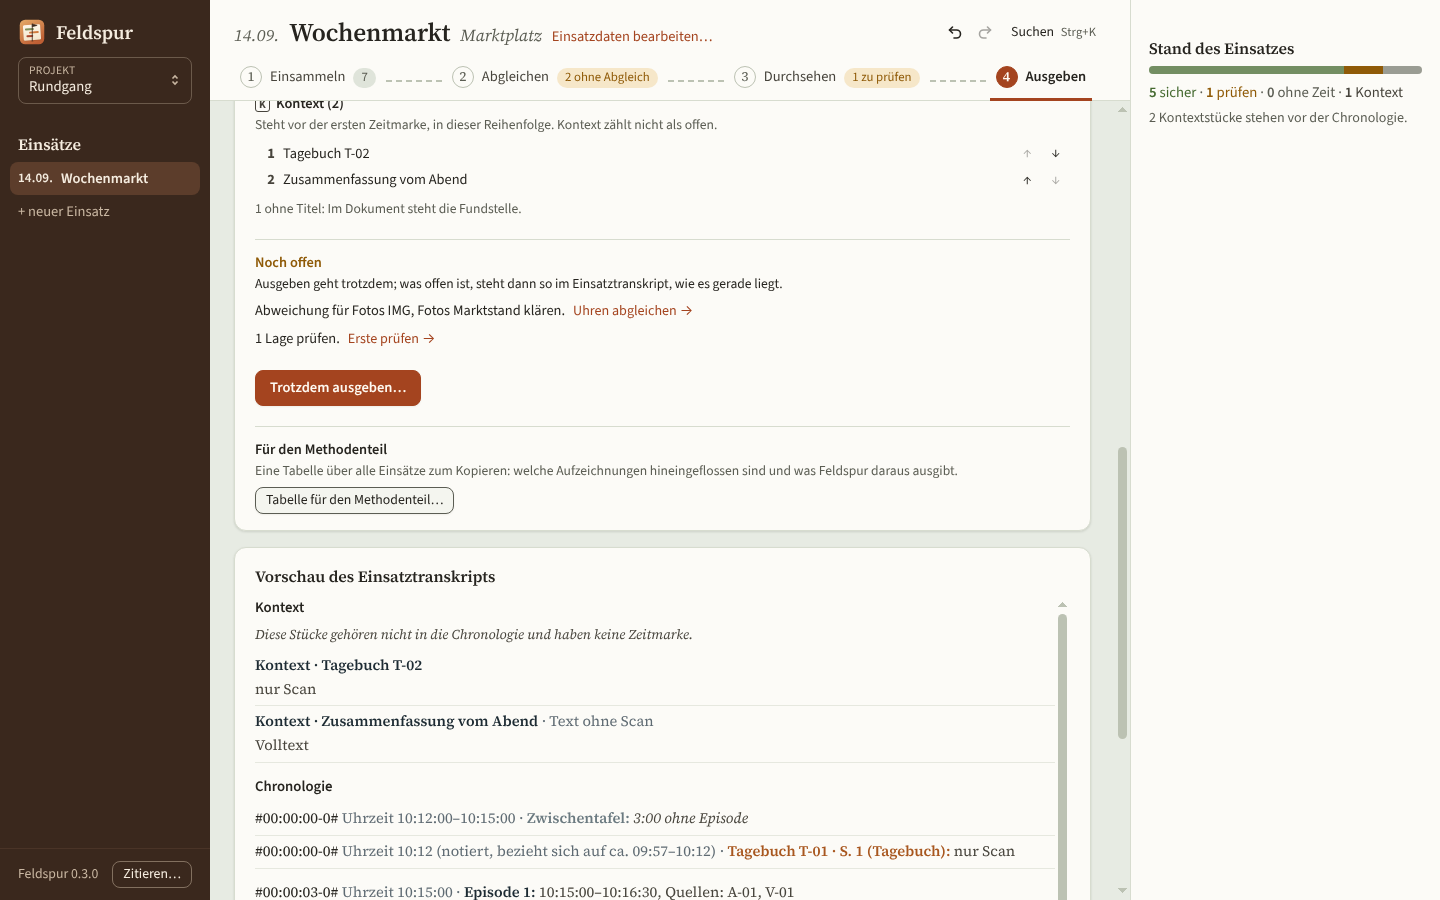 Feldspur
PROJEKT
Rundgang
Einsätze
14.09. Wochenmarkt
+ neuer Einsatz
Feldspur 0.3.0 Zitieren…
14.09. Wochenmarkt Marktplatz Einsatzdaten bearbeiten…
Suchen Strg+K
1 Einsammeln 7 2 Abgleichen 2 ohne Abgleich 3 Durchsehen 1 zu prüfen 4 Ausgeben
K Kontext (2)
Steht vor der ersten Zeitmarke, in dieser Reihenfolge. Kontext zählt nicht als offen.
1 Tagebuch T-02 ↑ ↓
2 Zusammenfassung vom Abend ↑ ↓
1 ohne Titel: Im Dokument steht die Fundstelle.
Noch offen
Ausgeben geht trotzdem; was offen ist, steht dann so im Einsatztranskript, wie es gerade liegt.
Abweichung für Fotos IMG, Fotos Marktstand klären. Uhren abgleichen →
1 Lage prüfen. Erste prüfen →
Trotzdem ausgeben…
Für den Methodenteil
Eine Tabelle über alle Einsätze zum Kopieren: welche Aufzeichnungen hineingeflossen sind und was Feldspur daraus ausgibt.
Tabelle für den Methodenteil…
Vorschau des Einsatztranskripts
Kontext
Diese Stücke gehören nicht in die Chronologie und haben keine Zeitmarke.
Kontext · Tagebuch T-02
nur Scan
Kontext · Zusammenfassung vom Abend · Text ohne Scan
Volltext
Chronologie
#00:00:00-0# Uhrzeit 10:12:00–10:15:00 · Zwischentafel: 3:00 ohne Episode
#00:00:00-0# Uhrzeit 10:12 (notiert, bezieht sich auf ca. 09:57–10:12) · Tagebuch T-01 · S. 1 (Tagebuch): nur Scan
#00:00:03-0# Uhrzeit 10:15:00 · Episode 1: 10:15:00–10:16:30, Quellen: A-01, V-01
Stand des Einsatzes
5 sicher · 1 prüfen · 0 ohne Zeit · 1 Kontext
2 Kontextstücke stehen vor der Chronologie.